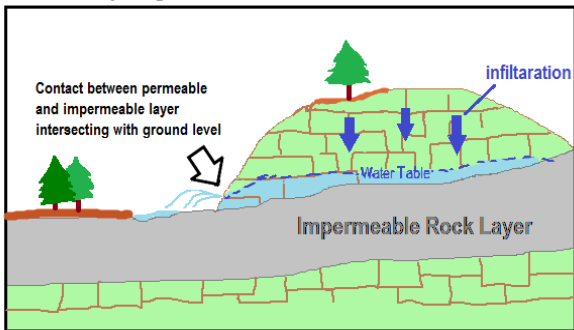 Contact between permeable
and impermeable layer
intersecting with ground level
infiltaration
Water Table
Impermeable Rock Layer